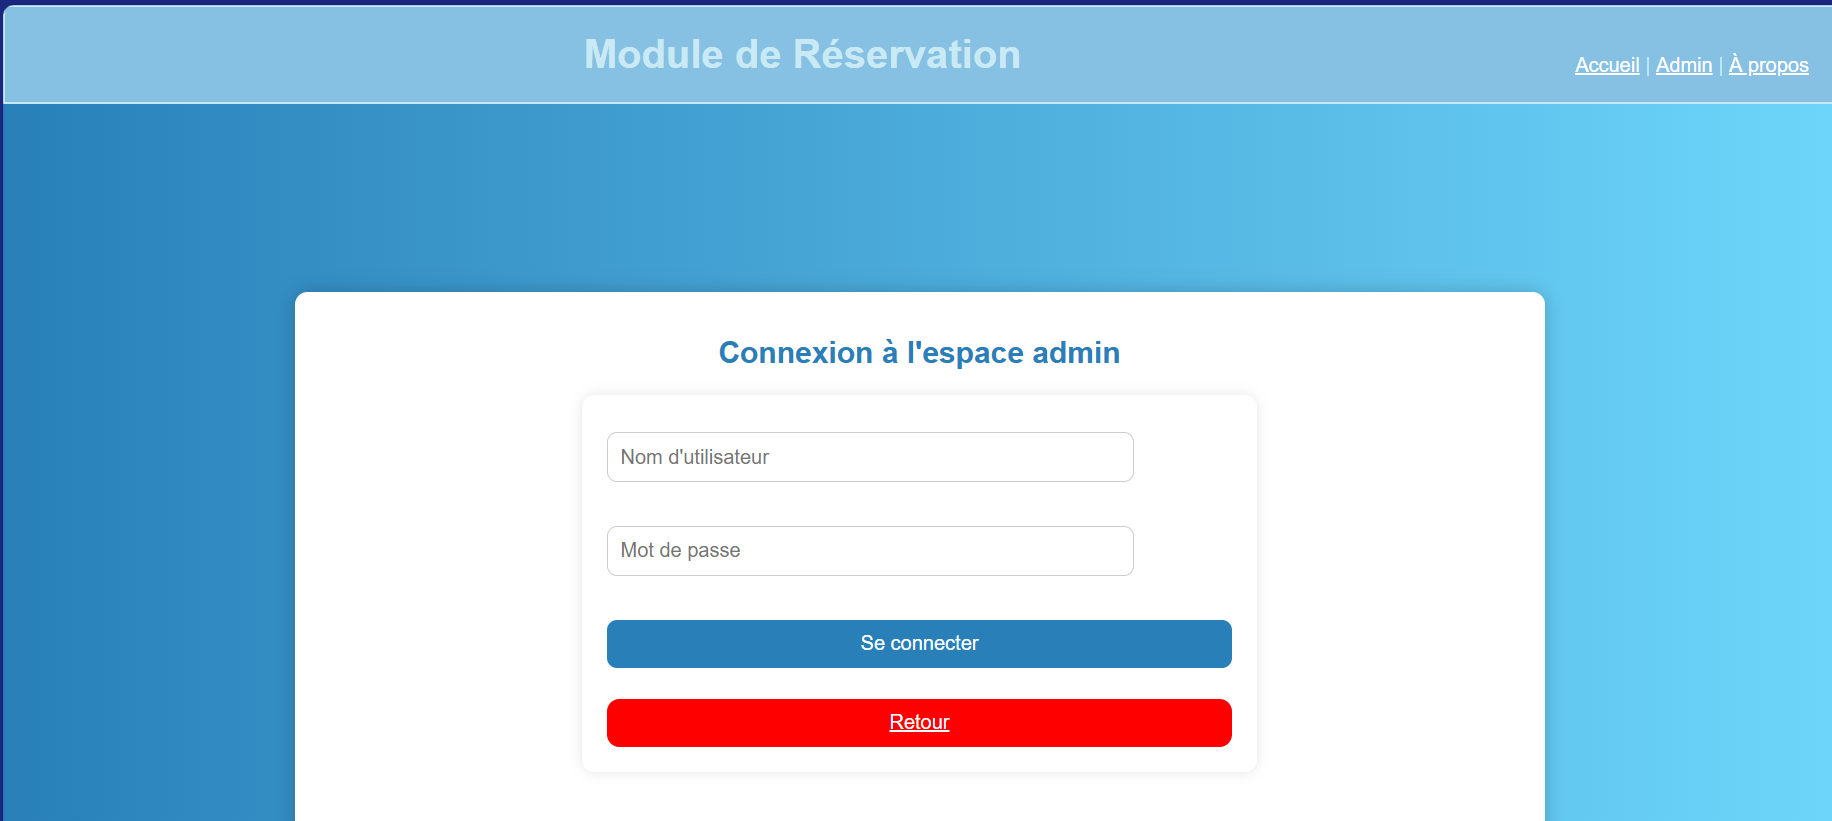 Module de Réservation
Accueil | Admin | À propos
Connexion à l'espace admin
Nom d'utilisateur
Mot de passe
Se connecter
Retour